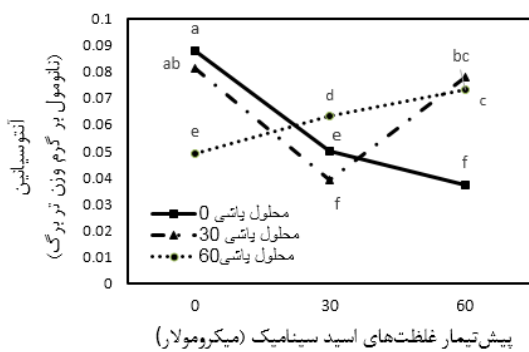 آنتوسیانین
(نانومول بر گرم وزن تر برگ)
0.1
0.09
0.08
0.07
0.06
0.05
0.04
0.03
0.02
0.01
0
a
ab
e
d
e
f
bc
c
f
محلول پاشی 0
محلول پاشی 30
محلول پاشی60
0 30 60
پیش‌تیمار غلظت‌های اسید سینامیک (میکرومولار)